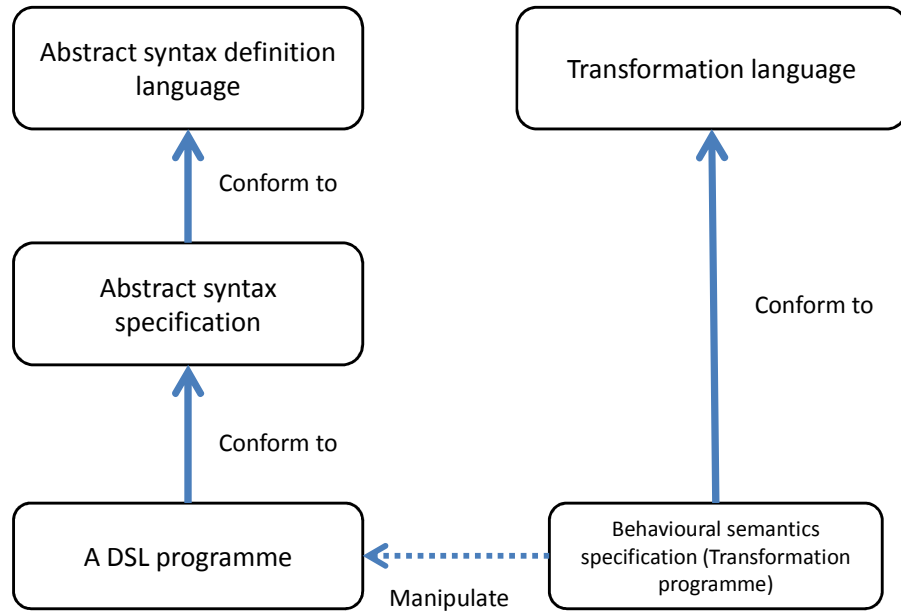 Abstract syntax definition
language
Transformation language
Conform to
Abstract syntax
specification
Conform to
Conform to
A DSL programme
Behavioural semantics
specification (Transformation
programme)
Manipulate